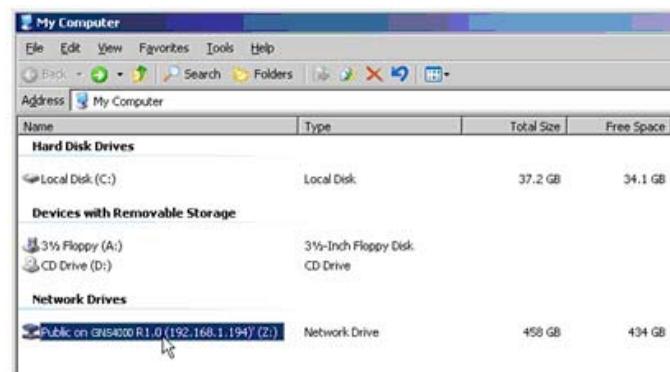 My Computer
File Edit View Favorites Tools Help
Back Search Folders
Address My Computer
Name Type Total Size Free Space
Hard Disk Drives
Local Disk (C:) Local Disk 37.2 GB 34.1 GB
Devices with Removable Storage
3½ Floppy (A:) 3½-Inch Floppy Disk
CD Drive (D:) CD Drive
Network Drives
Public on GNS4000 R1.0 (192.168.1.194)' (Z:) Network Drive 458 GB 434 GB